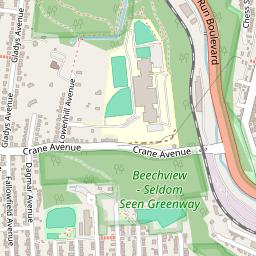 Gladys Avenue
Run Boulevard
Lowenhill Avenue
Gladys Avenue
Crane Avenue
Crane Avenue
Beechview
- Seldom
Seen Greenway
Dagmar Avenue
Fallowfield Avenue